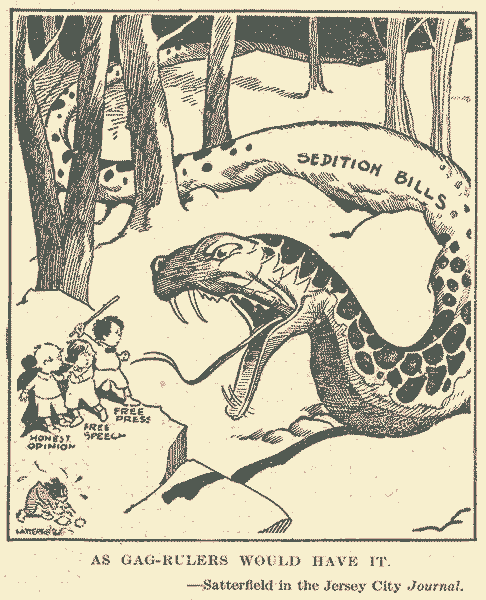 SEDITION BILLS
FREE
PRESS
FREE
SPEECH
HONEST
OPINION
SATTERFIELD
AS GAG-RULERS WOULD HAVE IT.
—Satterfield in the Jersey City Journal.